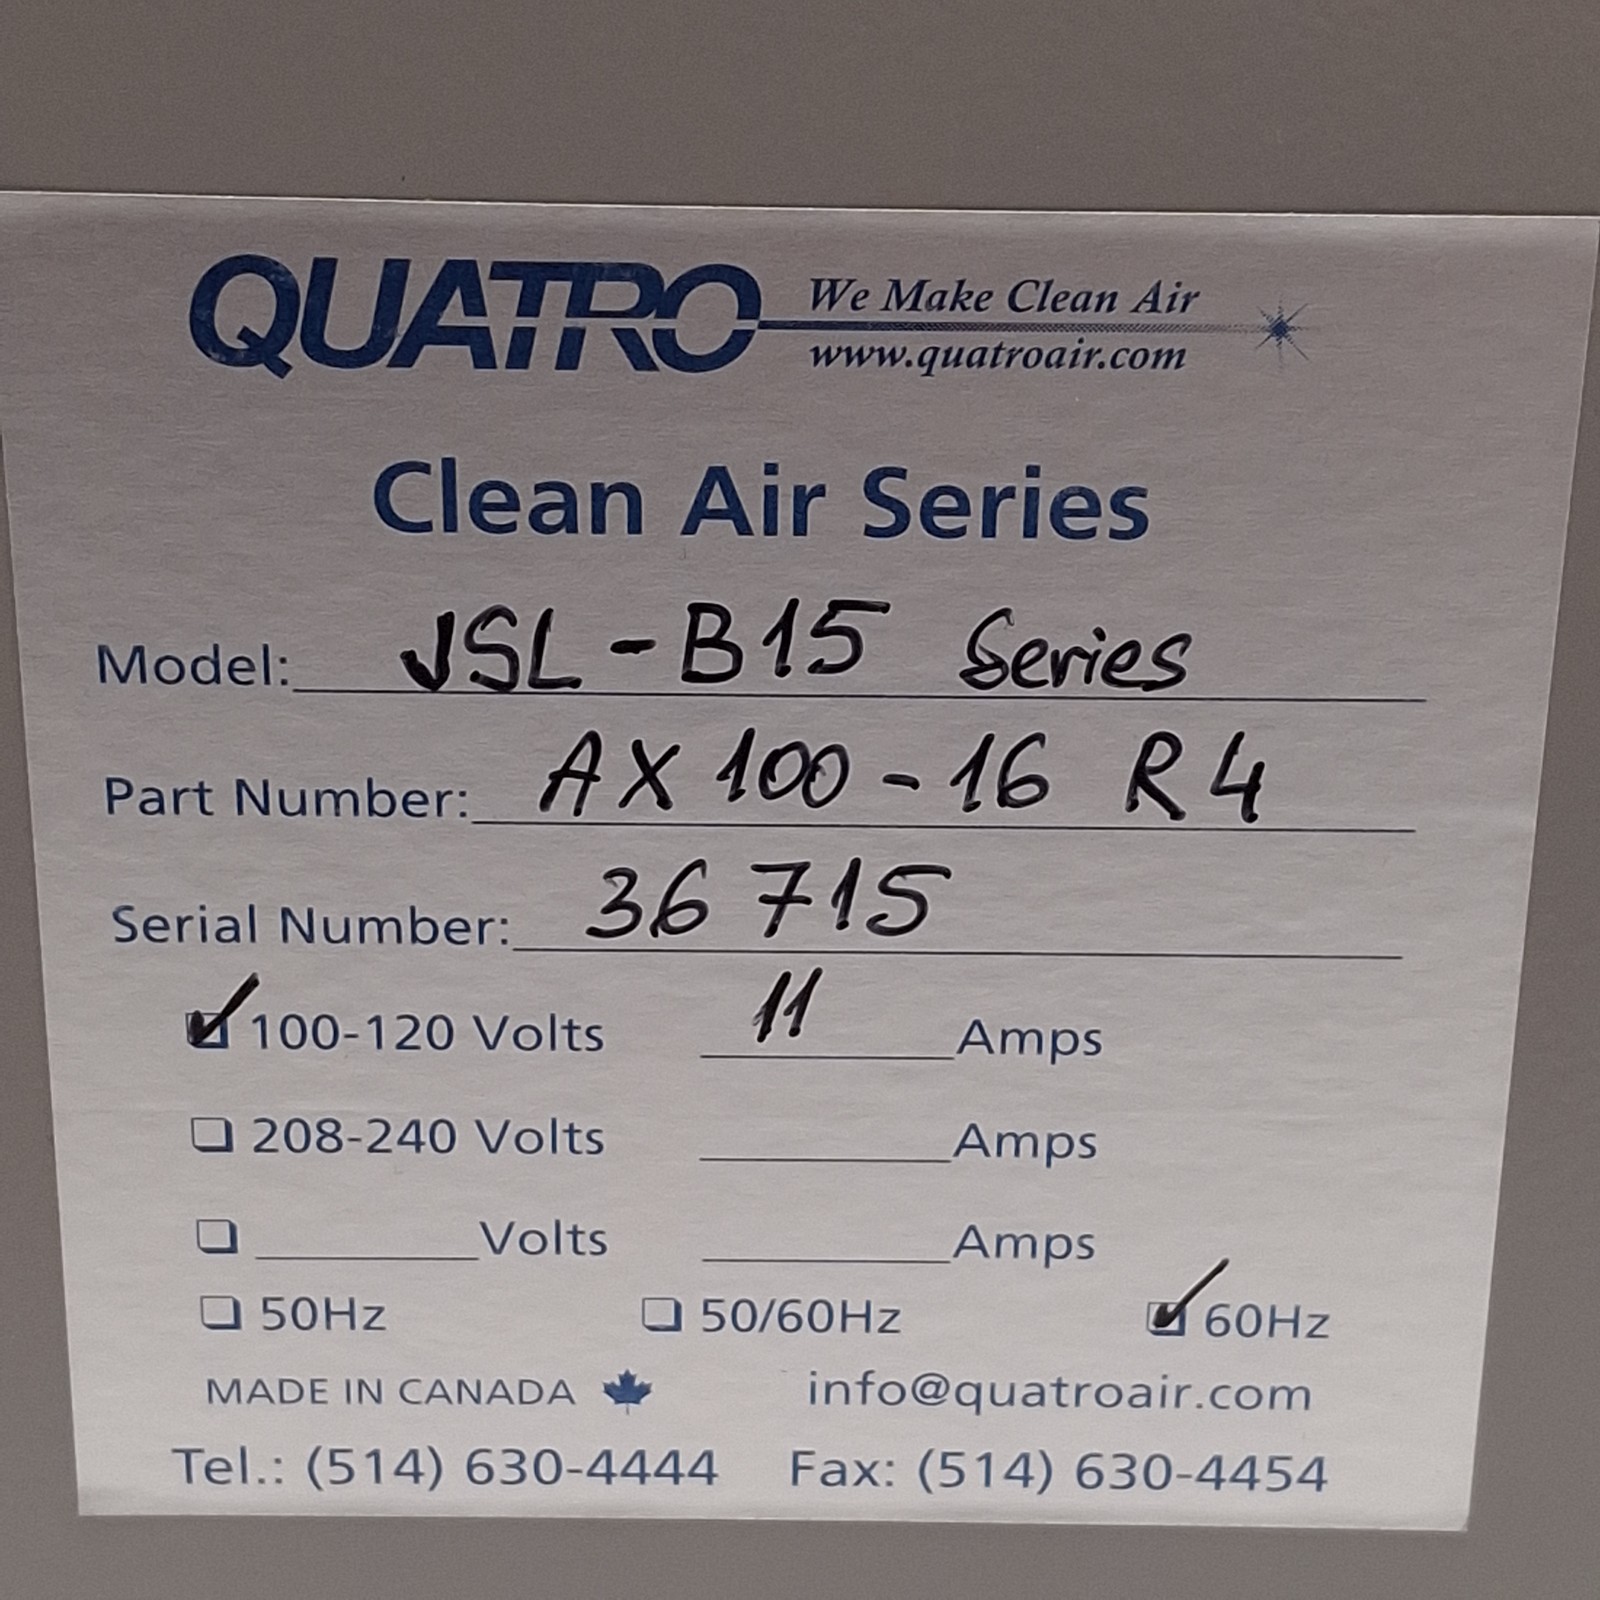 QUATRO We Make Clean Air
www.quatroair.com
Clean Air Series
Model: JSL-B15 Series
Part Number: AX100-16 R4
Serial Number: 36715
100-120 Volts 11 Amps
208-240 Volts Amps
Volts Amps
50Hz 50/60Hz 60Hz
MADE IN CANADA info@quatroair.com
Tel.: (514) 630-4444 Fax: (514) 630-4454